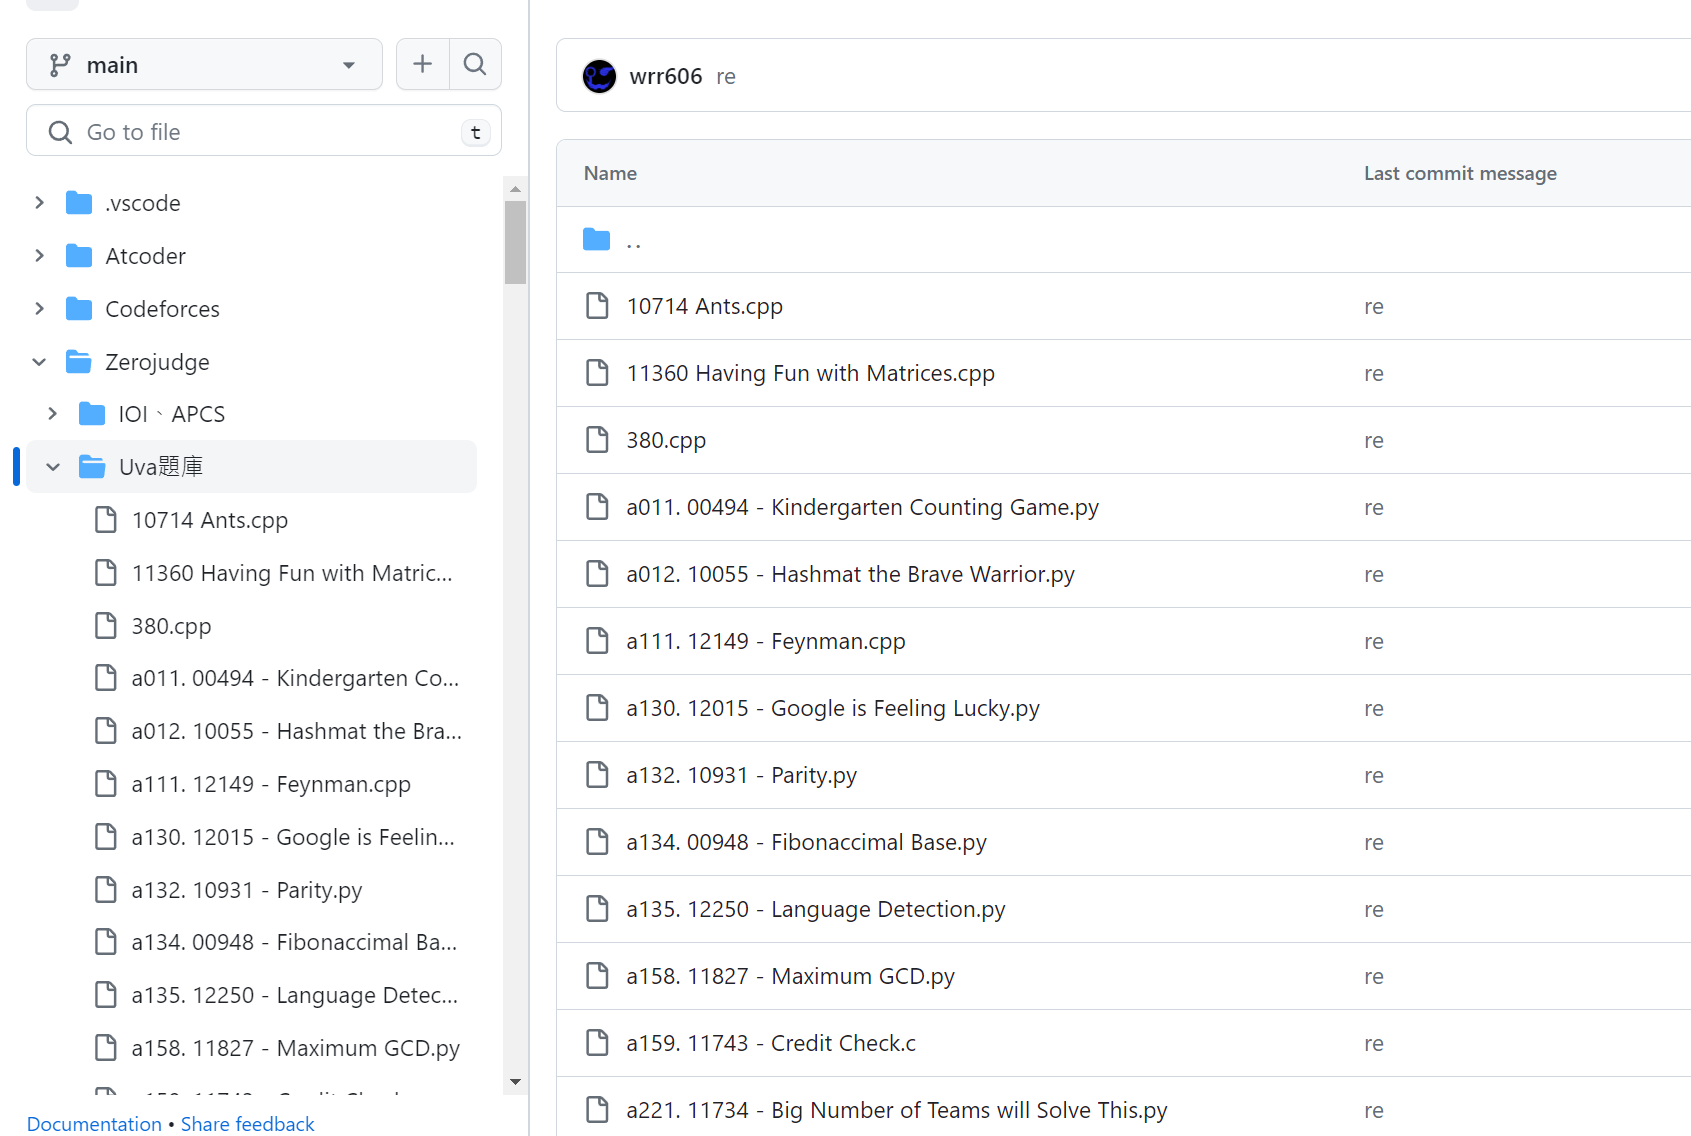 main
Go to file
t
.vscode
Atcoder
Codeforces
Zerojudge
IOI、APCS
Uva題庫
10714 Ants.cpp
11360 Having Fun with Matric...
380.cpp
a011. 00494 - Kindergarten Co...
a012. 10055 - Hashmat the Bra...
a111. 12149 - Feynman.cpp
a130. 12015 - Google is Feelin...
a132. 10931 - Parity.py
a134. 00948 - Fibonaccimal Ba...
a135. 12250 - Language Detec...
a158. 11827 - Maximum GCD.py
Documentation • Share feedback
wrr606 re
Name Last commit message
..
10714 Ants.cpp re
11360 Having Fun with Matrices.cpp re
380.cpp re
a011. 00494 - Kindergarten Counting Game.py re
a012. 10055 - Hashmat the Brave Warrior.py re
a111. 12149 - Feynman.cpp re
a130. 12015 - Google is Feeling Lucky.py re
a132. 10931 - Parity.py re
a134. 00948 - Fibonaccimal Base.py re
a135. 12250 - Language Detection.py re
a158. 11827 - Maximum GCD.py re
a159. 11743 - Credit Check.c re
a221. 11734 - Big Number of Teams will Solve This.py re